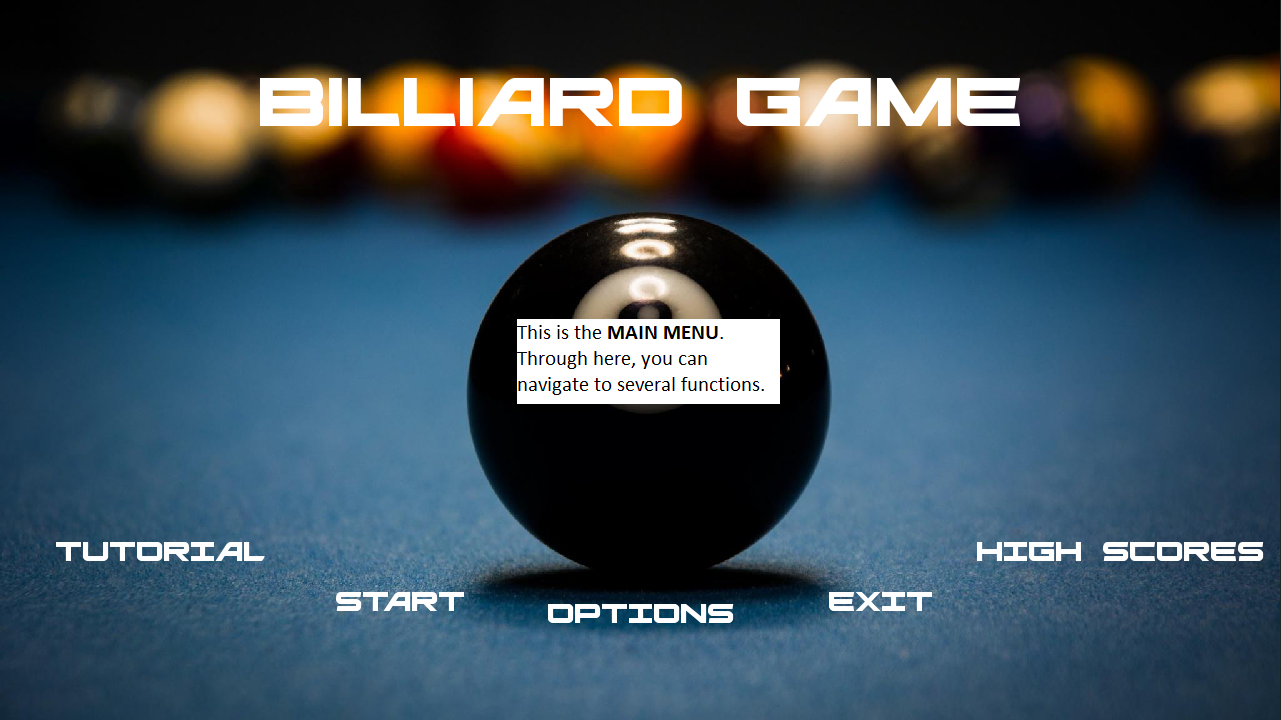 BILLIARD GAME
This is the MAIN MENU.
Through here, you can
navigate to several functions.
TUTORIAL
HIGH SCORES
START
OPTIONS
EXIT